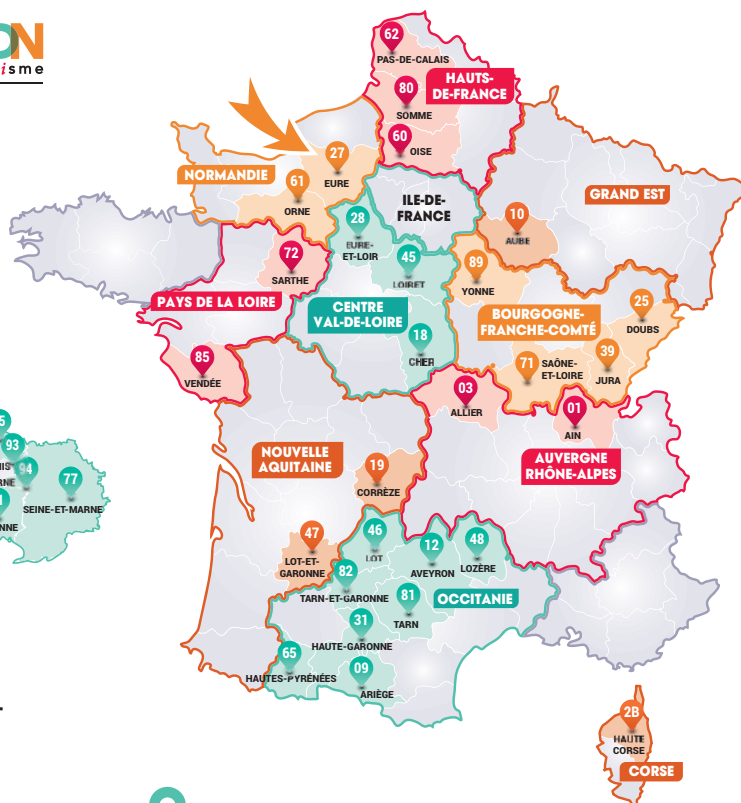 ON
isme
62
PAS-DE-CALAIS
HAUTS-
DE-FRANCE
80
SOMME
60
OISE
27
EURE
NORMANDIE
61
ORNE
ILE-DE-
FRANCE
GRAND EST
10
AUBE
28
EURE-
ET-LOIR
72
SARTHE
45
LOIRET
89
YONNE
PAYS DE LA LOIRE
CENTRE
VAL-DE-LOIRE
BOURGOGNE-
FRANCHE-COMTÉ
25
DOUBS
18
CHER
85
VENDÉE
71
SAÔNE-
ET-LOIRE
39
JURA
03
ALLIER
01
AIN
93
94
77
SEINE-ET-MARNE
NOUVELLE
AQUITAINE
AUVERGNE
RHÔNE-ALPES
19
CORRÈZE
47
LOT-ET-
GARONNE
46
LOT
12
AVEYRON
48
LOZÈRE
82
TARN-ET-GARONNE
81
TARN
OCCITANIE
31
HAUTE-GARONNE
65
HAUTES-PYRÉNÉES
09
ARIÈGE
2B
HAUTE
CORSE
CORSE